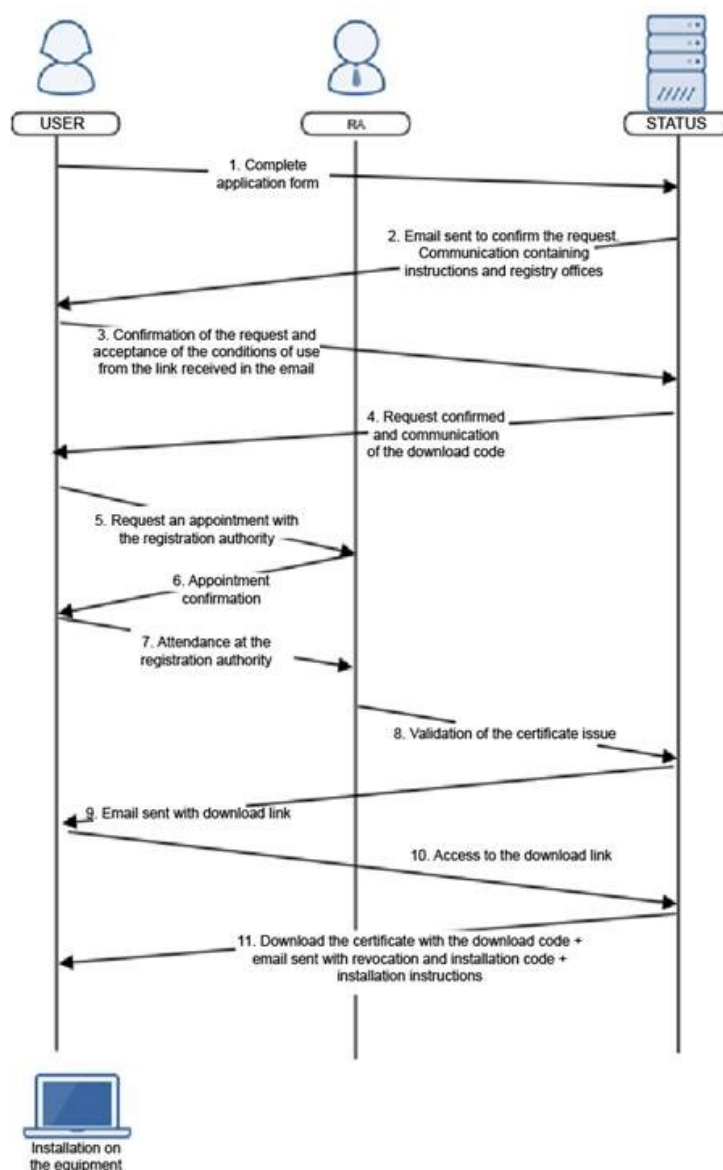 USER
RA
STATUS
1. Complete
application form
2. Email sent to confirm the request.
Communication containing
instructions and registry offices
3. Confirmation of the request and
acceptance of the conditions of use
from the link received in the email
4. Request confirmed
and communication
of the download code
5. Request an appointment with
the registration authority
6. Appointment
confirmation
7. Attendance at the
registration authority
8. Validation of the certificate issue
9. Email sent with download link
10. Access to the download link
11. Download the certificate with the download code +
email sent with revocation and installation code +
installation instructions
Installation on
the equipment